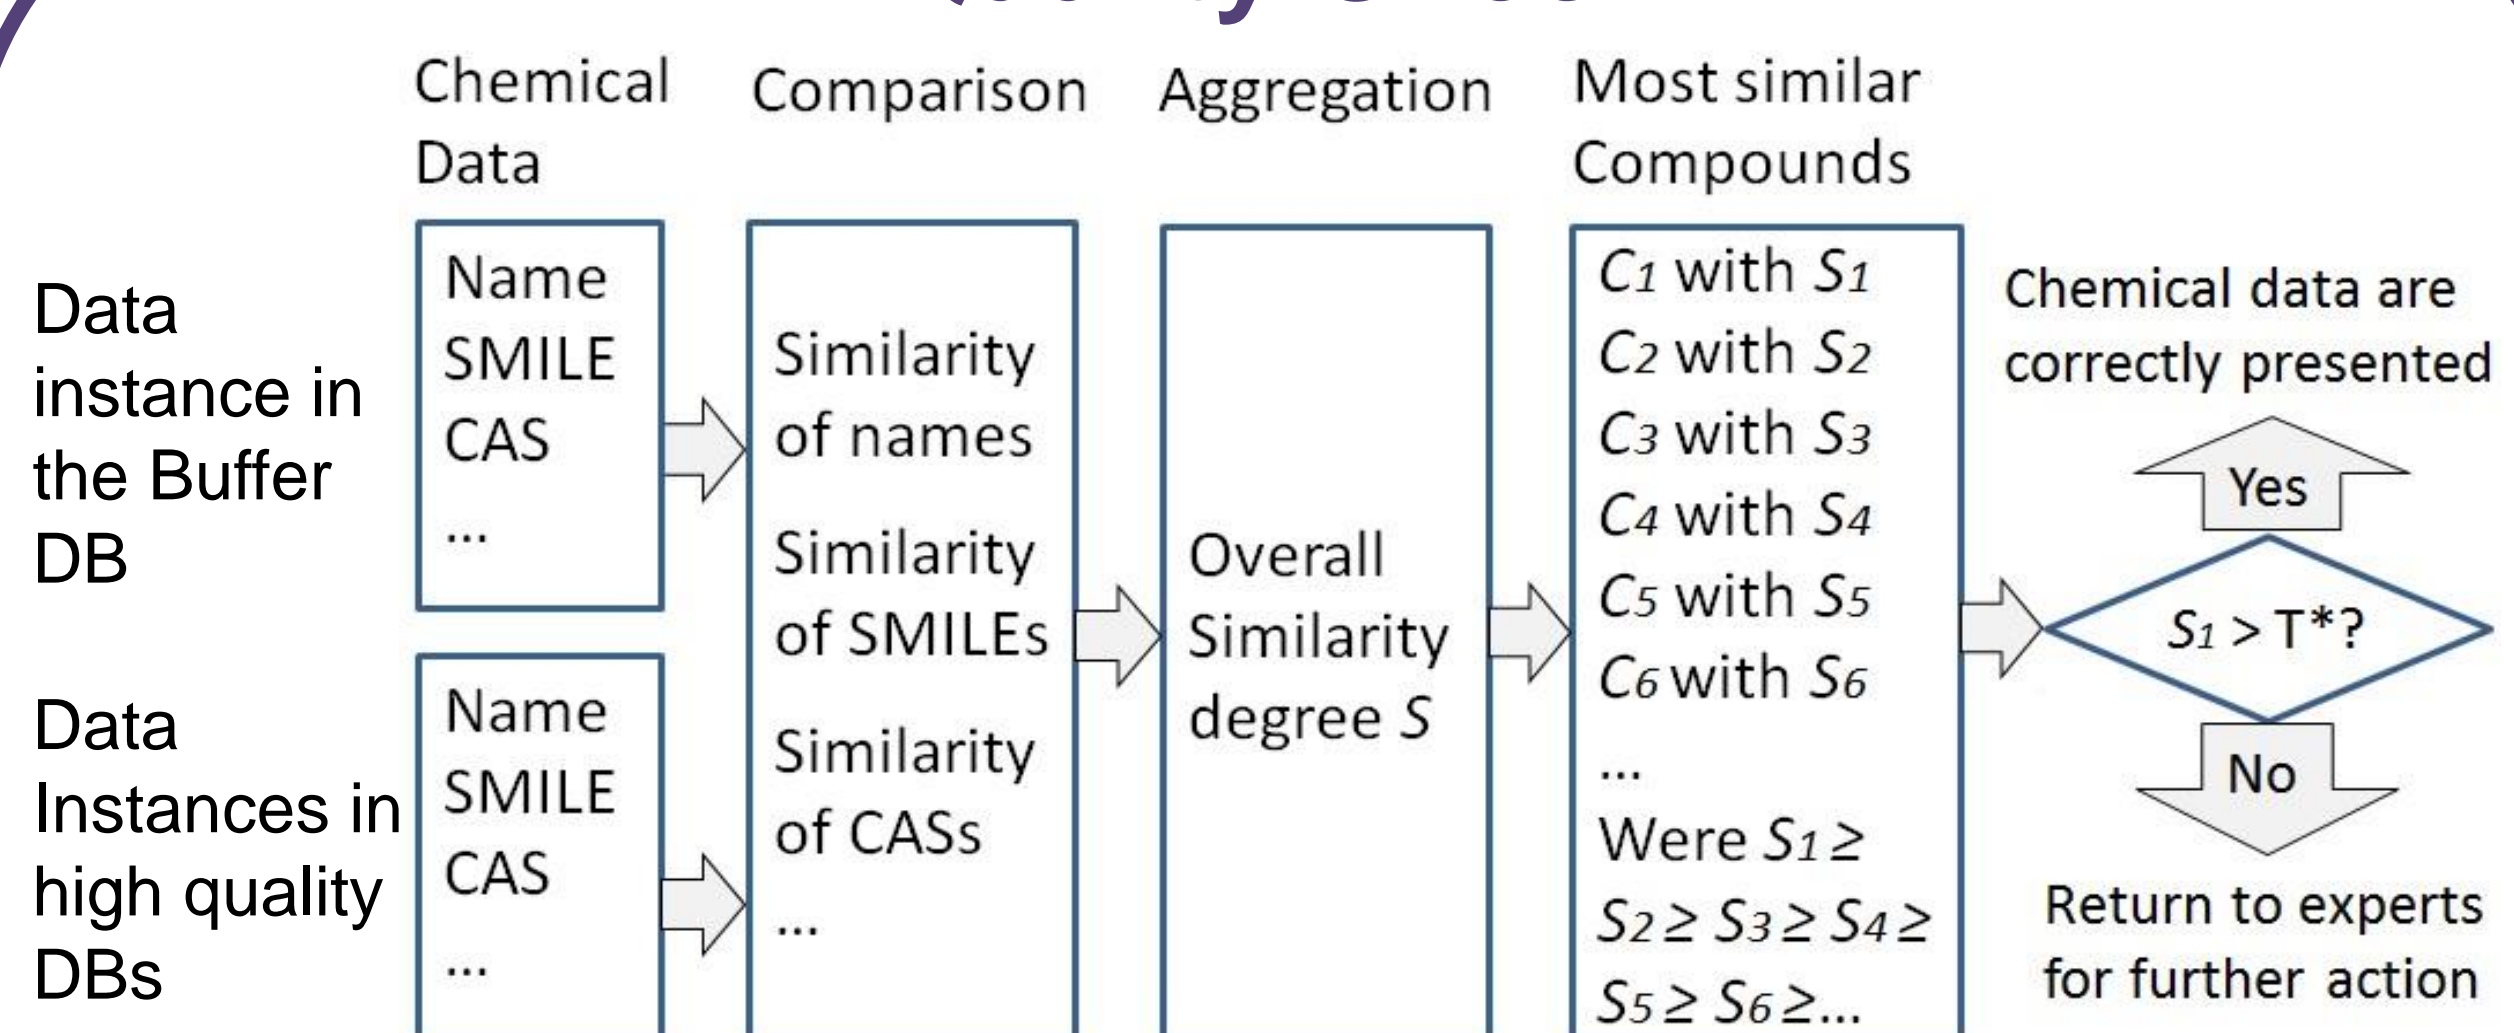 Chemical
Data
Comparison
Aggregation
Most similar
Compounds
Data
instance in
the Buffer
DB
Name
SMILE
CAS
...
Data
Instances in
high quality
DBs
Name
SMILE
CAS
...
Similarity
of names
Similarity
of SMILEs
Similarity
of CASs
...
Overall
Similarity
degree S
C1 with S1
C2 with S2
C3 with S3
C4 with S4
C5 with S5
C6 with S6
...
Were S1 ≥
S2 ≥ S3 ≥ S4 ≥
S5 ≥ S6 ≥...
Chemical data are
correctly presented
Yes
S1 > T*?
No
Return to experts
for further action